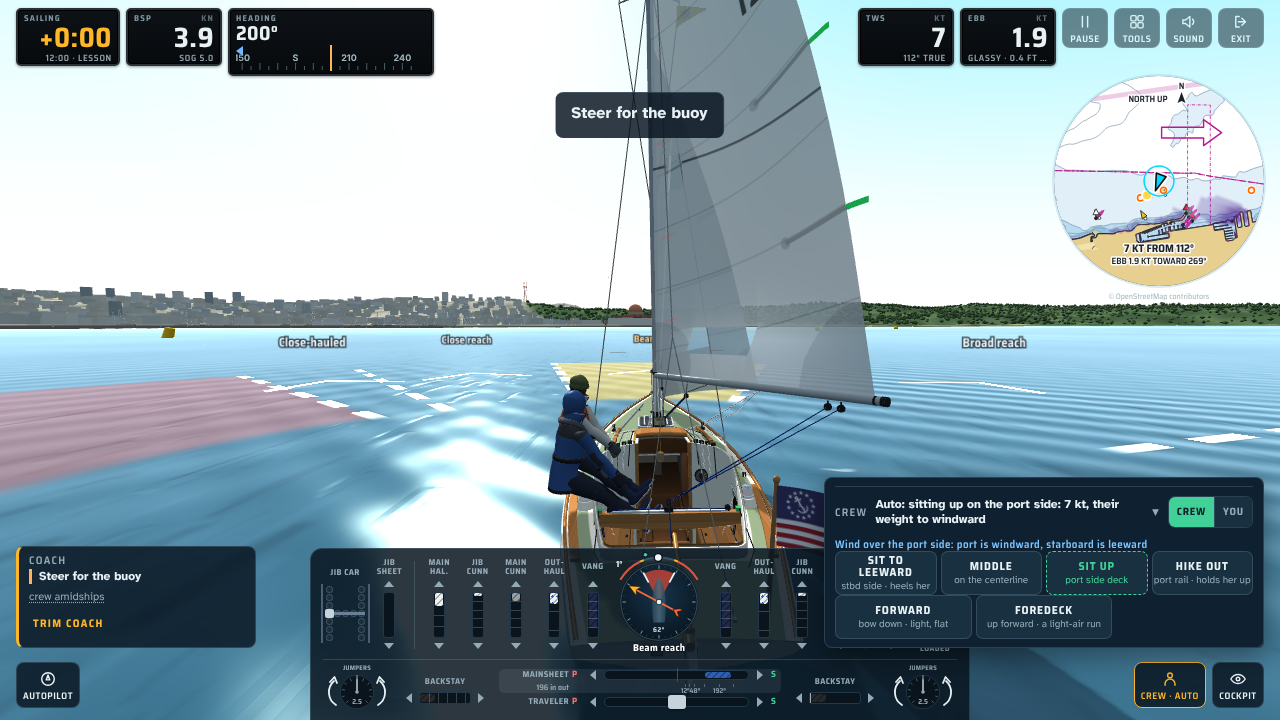 SAILING
+0:00
12:00 · LESSON
BSP KN
3.9
SOG 5.0
HEADING
200°
150 S 210 240
TWS KT
7
112° TRUE
EBB KT
1.9
GLASSY · 0.4 FT ...
PAUSE
TOOLS
SOUND
EXIT
Steer for the buoy
N
NORTH UP
7 KT FROM 112°
EBB 1.9 KT TOWARD 269°
© OpenStreetMap contributors
Close-hauled
Close reach
Broad reach
COACH
Steer for the buoy
crew amidships
TRIM COACH
AUTOPILOT
JIB CAR
JIB SHEET
MAIN HAL.
JIB CUNN
MAIN CUNN
OUT-HAUL
VANG
1°
62°
Beam reach
VANG
OUT-HAUL
JIB CUNN
LOADED
JUMPERS
2.5
BACKSTAY
MAINSHEET P S
196 in out
12°48° 192°
TRAVELER P S
BACKSTAY
JUMPERS
2.5
CREW
Auto: sitting up on the port side: 7 kt, their weight to windward
▼
CREW YOU
Wind over the port side: port is windward, starboard is leeward
SIT TO LEEWARD
stbd side · heels her
MIDDLE
on the centerline
SIT UP
port side deck
HIKE OUT
port rail · holds her up
FORWARD
bow down · light, flat
FOREDECK
up forward · a light-air run
CREW · AUTO
COCKPIT